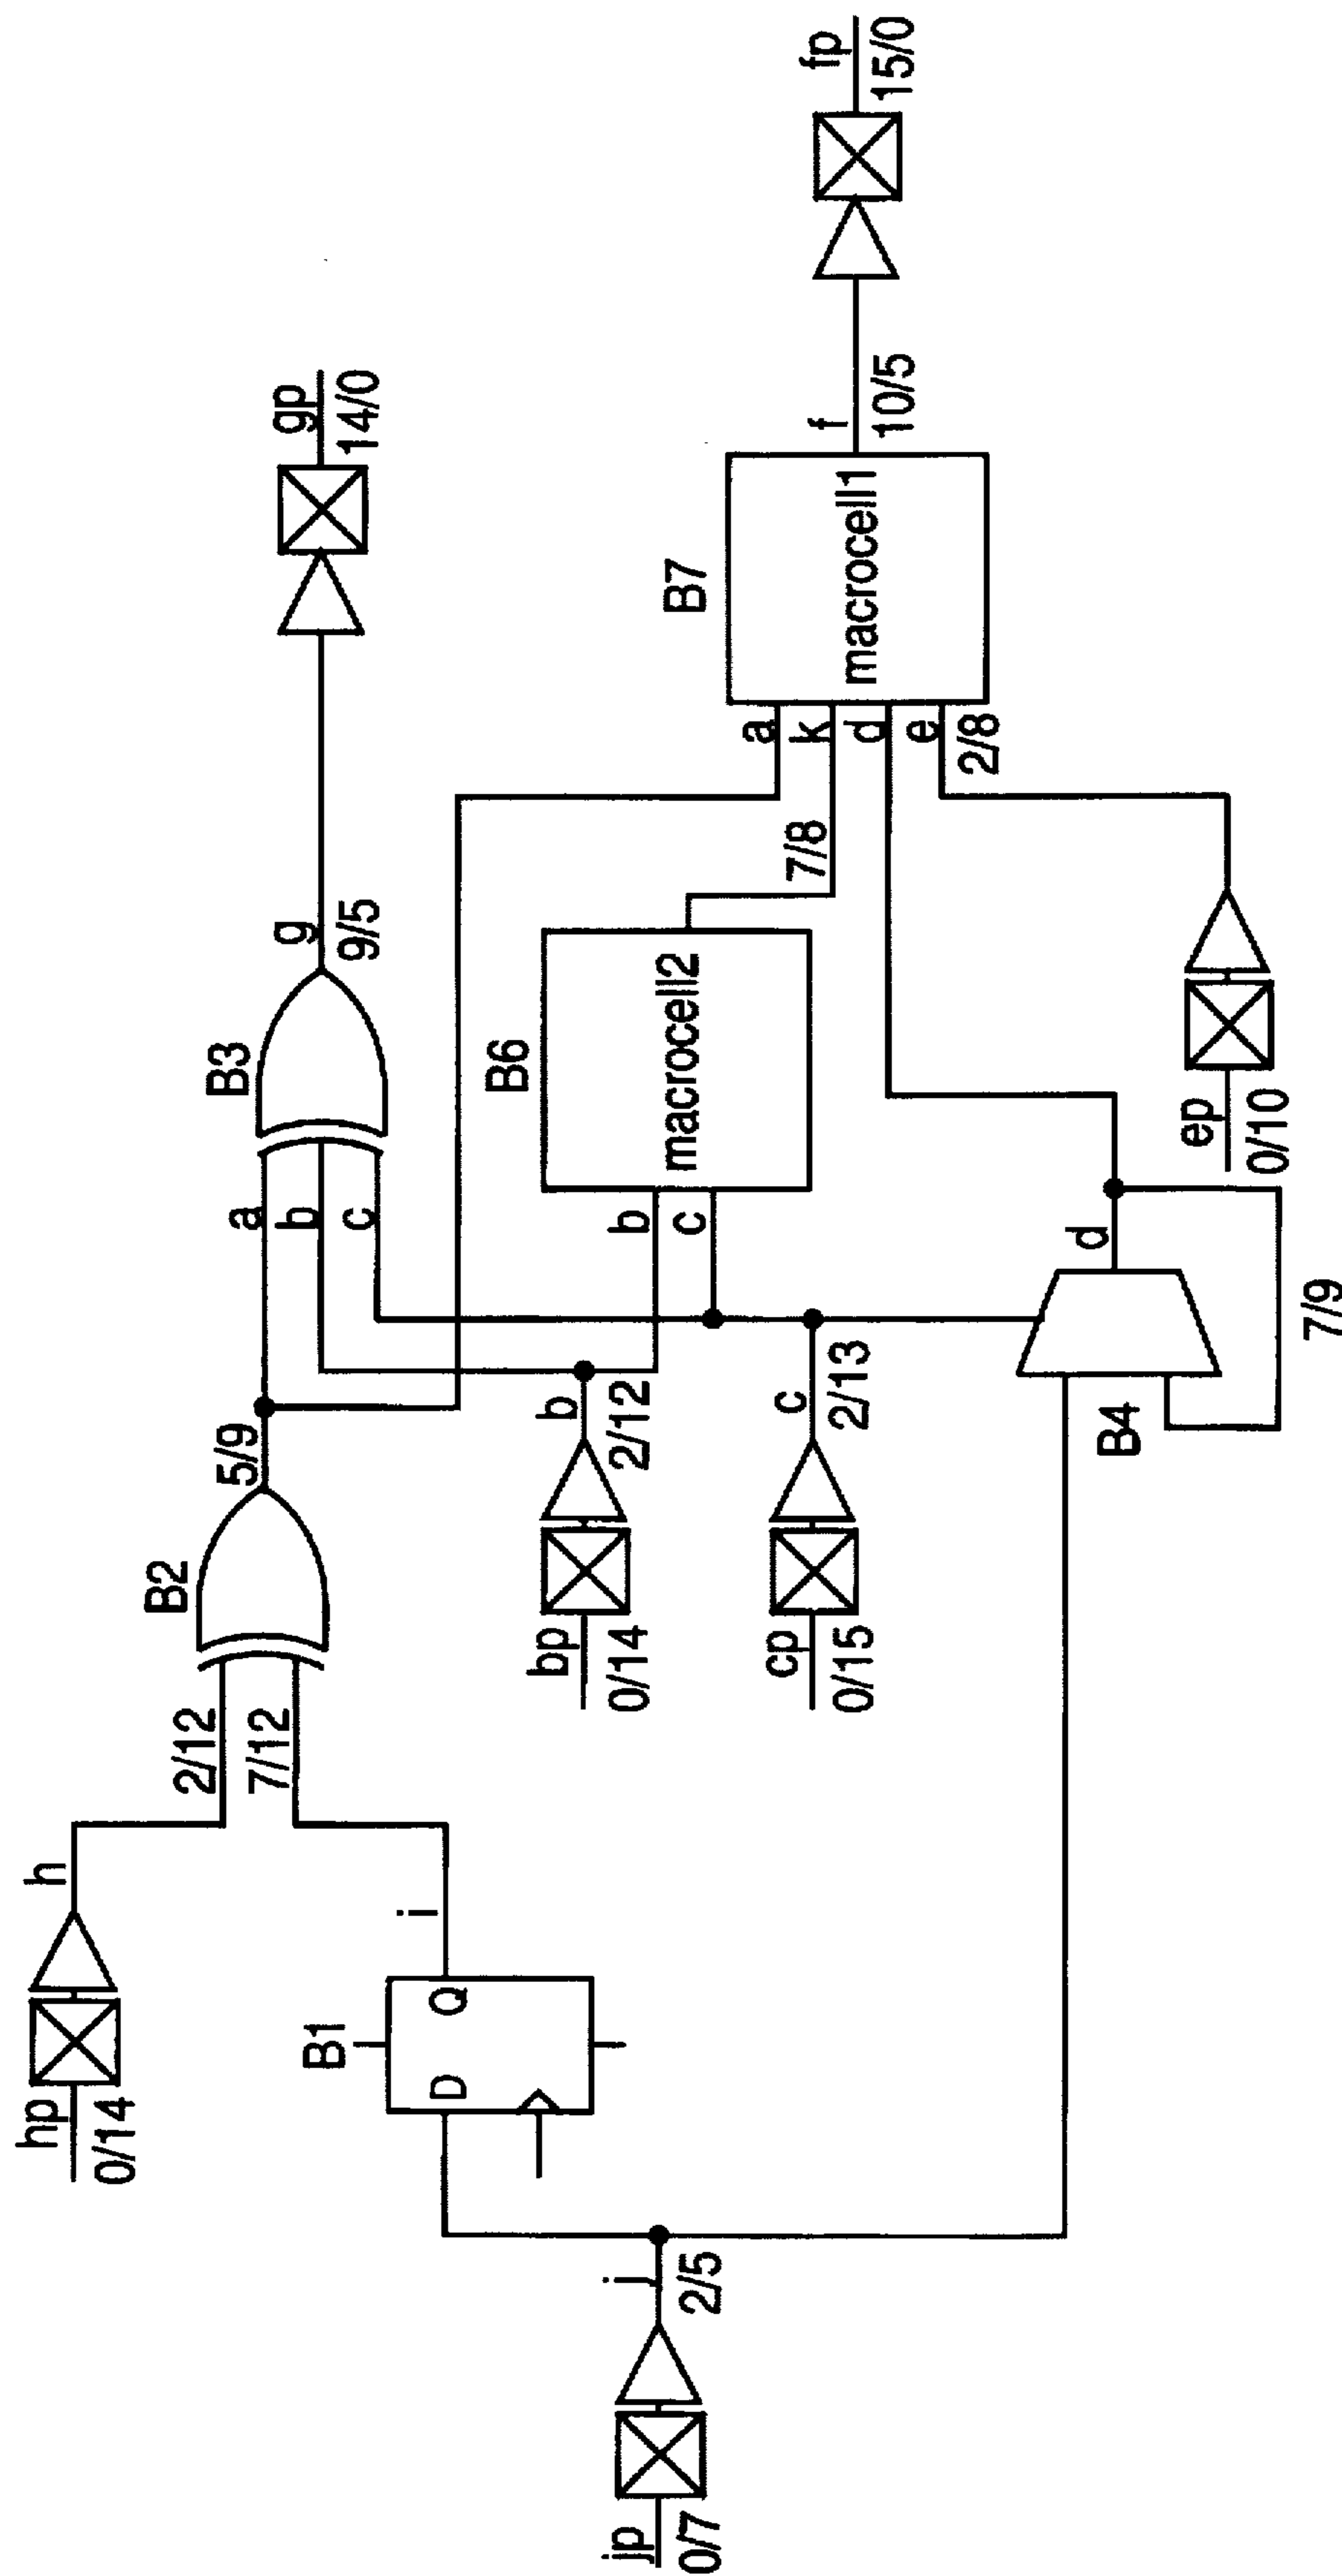 hp
0/14
h
2/12
7/12
B2
5/9
a
b
c
B3
g
9/5
gp
14/0
B1
D
Q
i
bp
0/14
b
2/12
b
c
B6
macrocell2
7/8
a
k
d
e
2/8
B7
macrocell1
f
10/5
fp
15/0
jp
0/7
j
2/5
cp
0/15
c
2/13
B4
d
7/9
ep
0/10